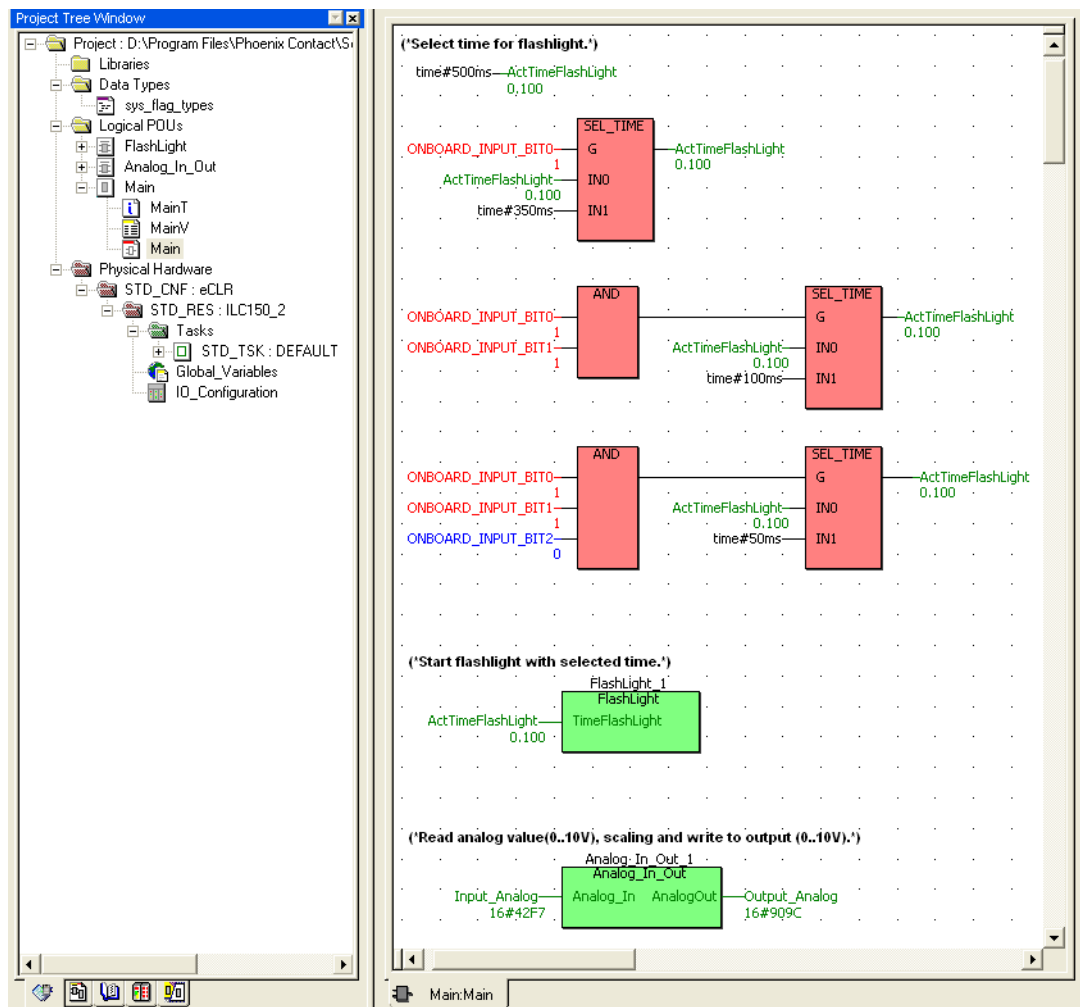 Project Tree Window
Project : D:\Program Files\Phoenix Contact\S
Libraries
Data Types
sys_flag_types
Logical POUs
FlashLight
Analog_In_Out
Main
MainT
MainV
Main
Physical Hardware
STD_CNF : eCLR
STD_RES : ILC150_2
Tasks
STD_TSK : DEFAULT
Global_Variables
IO_Configuration
(*Select time for flashlight.*)
time#500ms ActTimeFlashLight
0.100
SEL_TIME
ONBOARD_INPUT_BIT0 G ActTimeFlashLight
1 0.100
ActTimeFlashLight IN0
0.100
time#350ms IN1
AND SEL_TIME
ONBOARD_INPUT_BIT0 G ActTimeFlashLight
1 0.100
ONBOARD_INPUT_BIT1 ActTimeFlashLight IN0
1 0.100
time#100ms IN1
AND SEL_TIME
ONBOARD_INPUT_BIT0 G ActTimeFlashLight
1 0.100
ONBOARD_INPUT_BIT1 ActTimeFlashLight IN0
1 0.100
ONBOARD_INPUT_BIT2 time#50ms IN1
0
(*Start flashlight with selected time.*)
FlashLight_1
FlashLight
ActTimeFlashLight TimeFlashLight
0.100
(*Read analog value(0..10V), scaling and write to output (0..10V).*)
Analog_In_Out_1
Analog_In_Out
Input_Analog Analog_In AnalogOut Output_Analog
16#42F7 16#909C
Main:Main